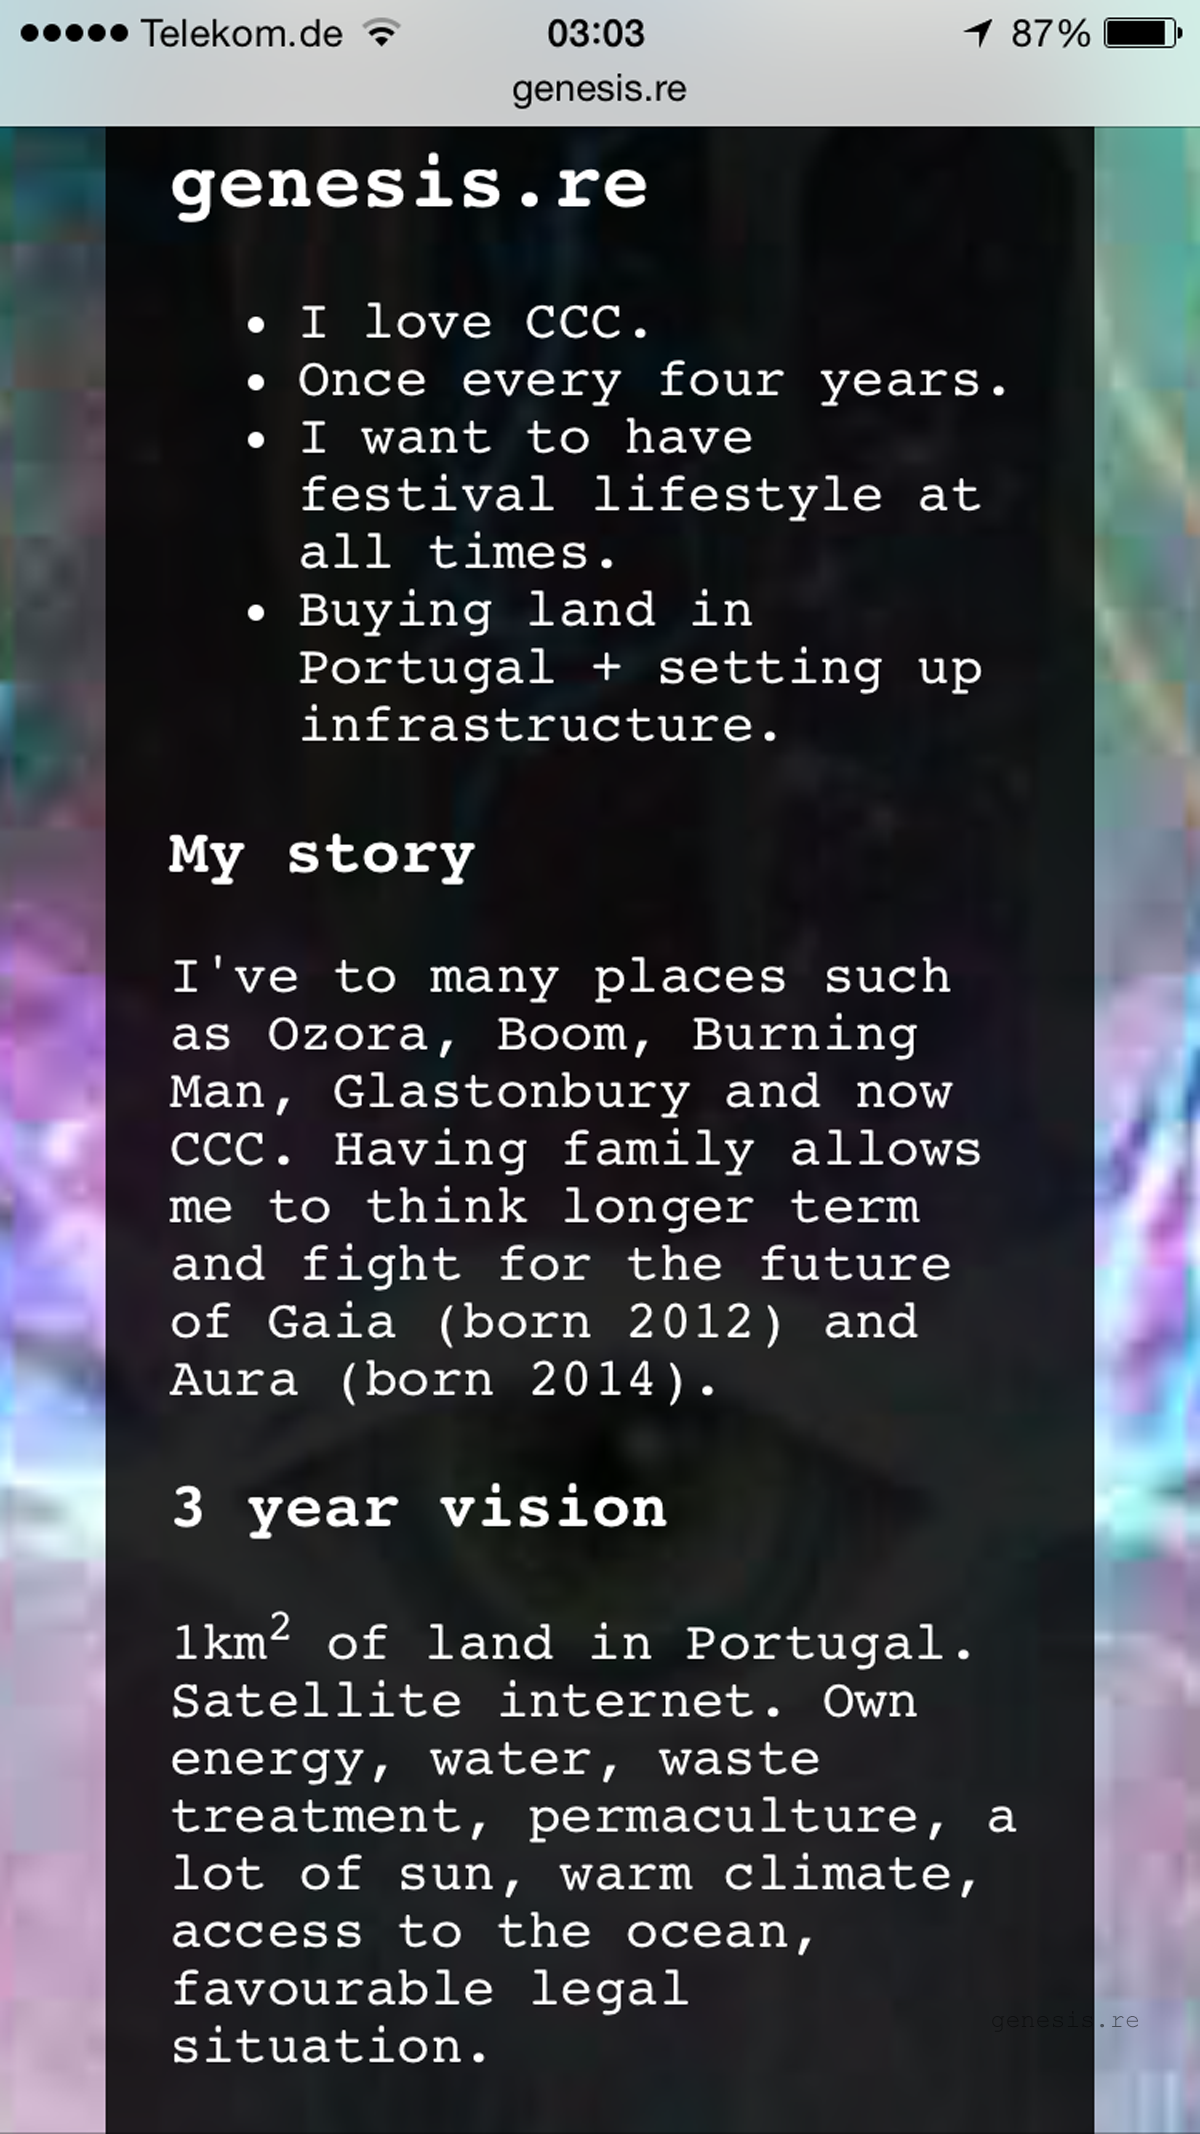 ●●●●● Telekom.de 03:03 87%
genesis.re
genesis.re
• I love CCC.
• Once every four years.
• I want to have
festival lifestyle at
all times.
• Buying land in
Portugal + setting up
infrastructure.
My story
I've to many places such
as Ozora, Boom, Burning
Man, Glastonbury and now
CCC. Having family allows
me to think longer term
and fight for the future
of Gaia (born 2012) and
Aura (born 2014).
3 year vision
1km² of land in Portugal.
Satellite internet. Own
energy, water, waste
treatment, permaculture, a
lot of sun, warm climate,
access to the ocean,
favourable legal
situation.
genesis.re